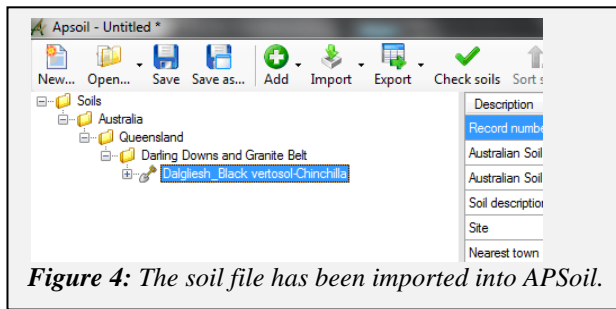 Apsoil - Untitled *
New... Open... Save Save as... Add Import Export Check soils Sort s
Soils
Australia
Queensland
Darling Downs and Granite Belt
Dalgliesh_Black vertosol-Chinchilla
Description
Record numbe
Australian Soil
Australian Soil
Soil description
Site
Nearest town
Figure 4: The soil file has been imported into APSoil.